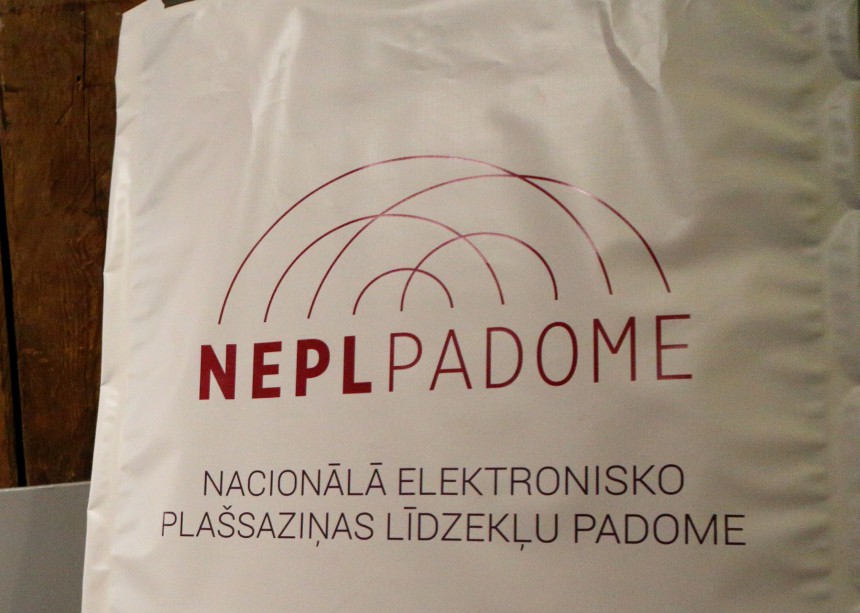 NEPLPADOME
NACIONĀLĀ ELEKTRONISKO
PLAŠSAZIŅAS LĪDZEKĻU PADOME